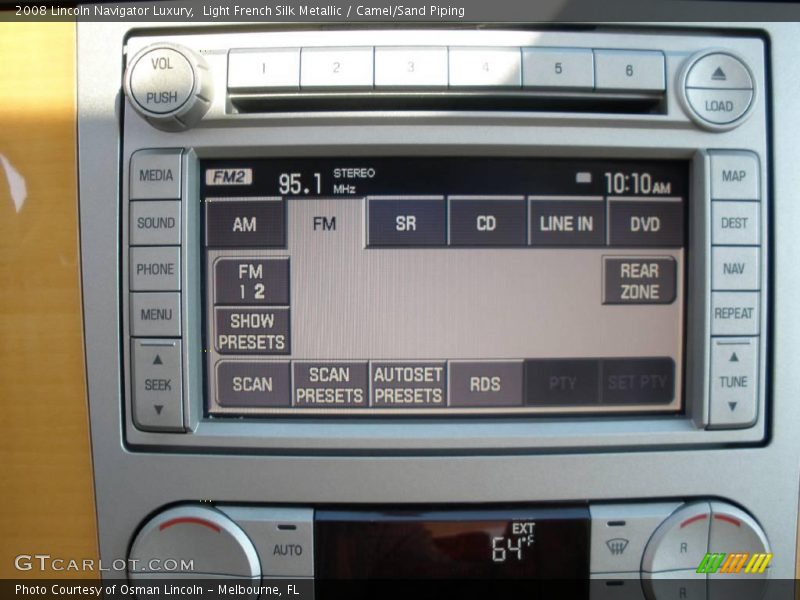 2008 Lincoln Navigator Luxury,  Light French Silk Metallic / Camel/Sand Piping
VOL
PUSH
1 2 3 4 5 6
LOAD
MEDIA
SOUND
PHONE
MENU
SEEK
FM2 95.1 STEREO MHz 10:10AM
AM FM SR CD LINE IN DVD
FM
1 2
REAR
ZONE
SHOW
PRESETS
SCAN
SCAN
PRESETS
AUTOSET
PRESETS
RDS
PTY
SET PTY
MAP
DEST
NAV
REPEAT
TUNE
AUTO
EXT
64°F
R
R
GTCARLOT.COM
Photo Courtesy of Osman Lincoln - Melbourne, FL